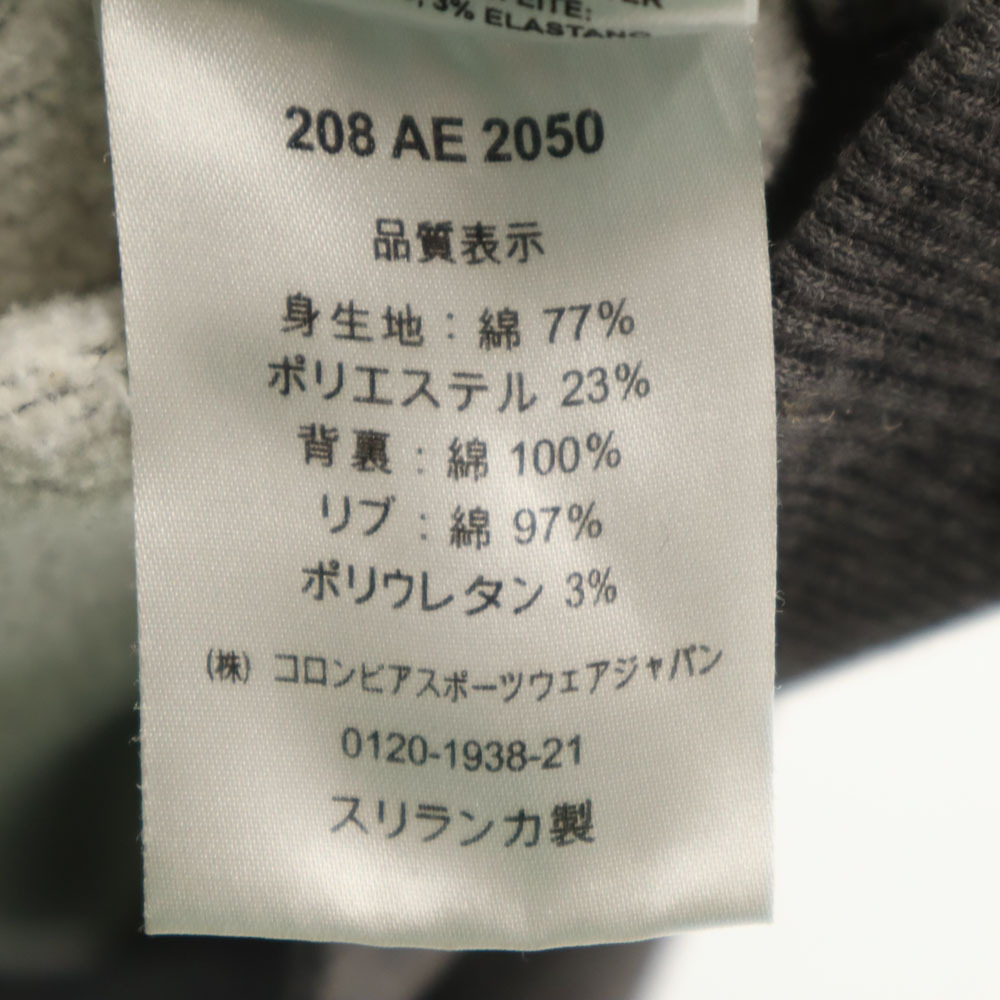 LITE;
3% ELASTANO
208 AE 2050
品質表示
身生地：綿 77%
ポリエステル 23%
背裏：綿 100%
リブ：綿 97%
ポリウレタン 3%
(株) コロンビアスポーツウェアジャパン
0120-1938-21
スリランカ製